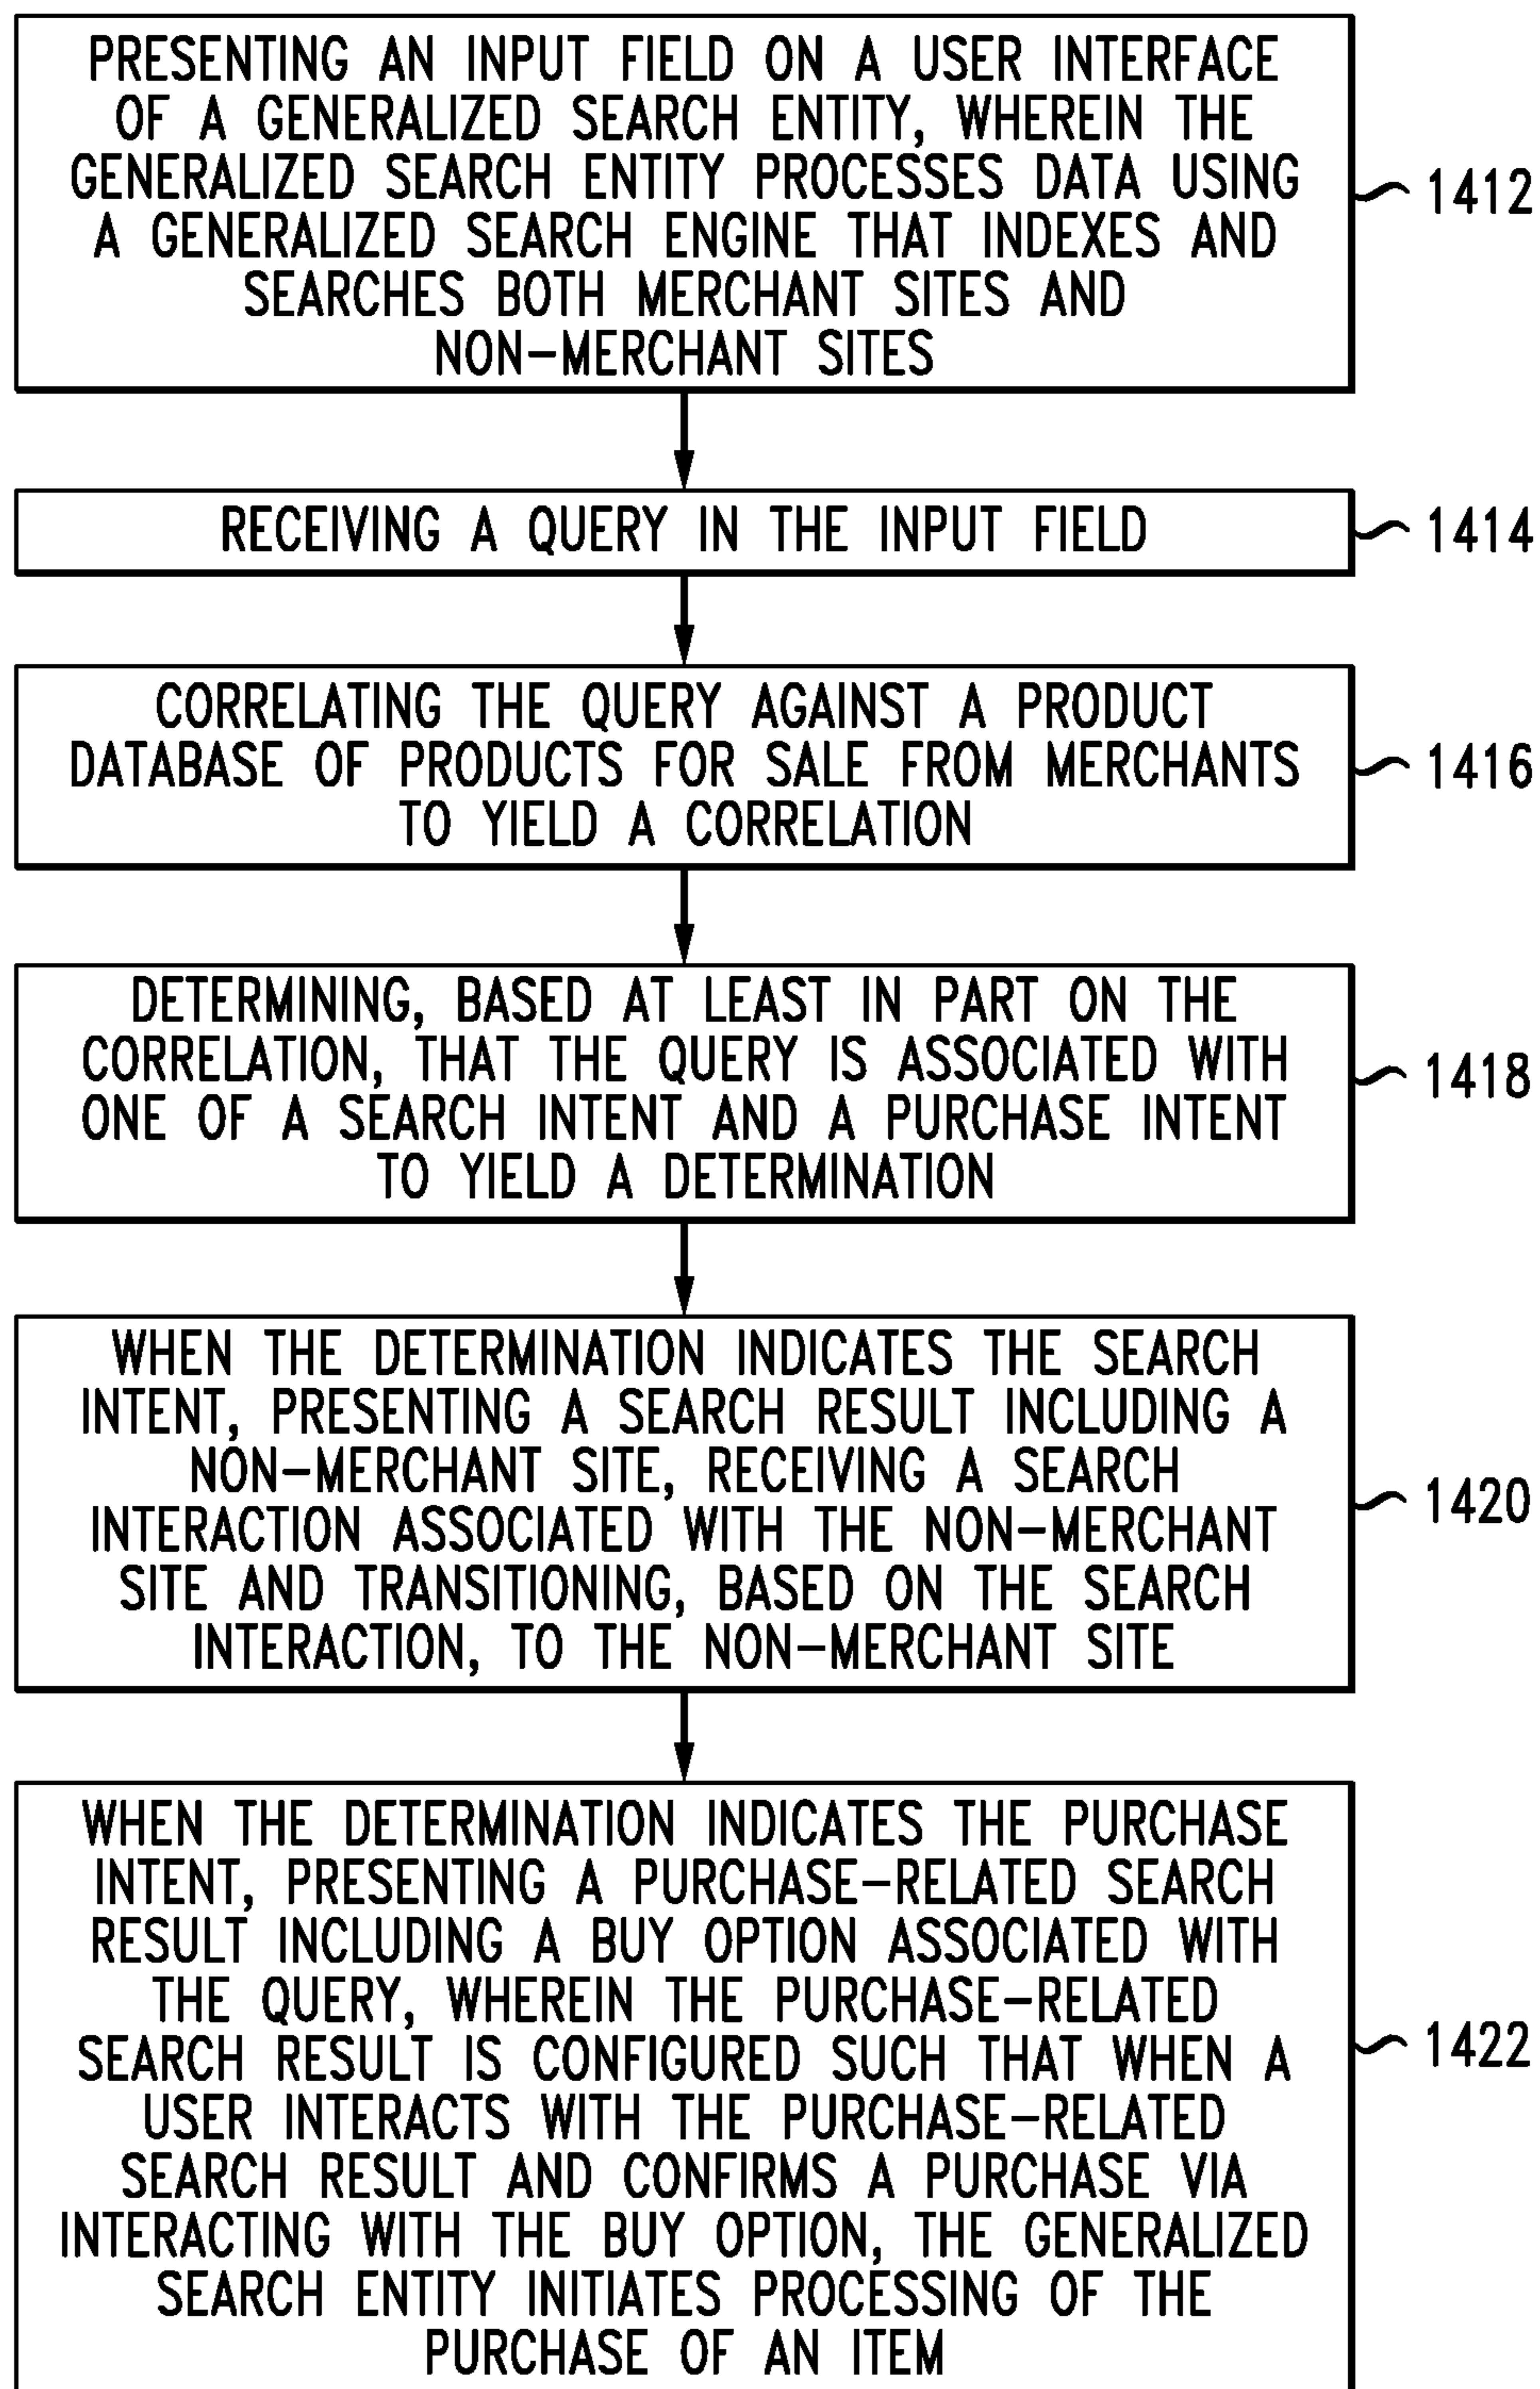 PRESENTING AN INPUT FIELD ON A USER INTERFACE
OF A GENERALIZED SEARCH ENTITY, WHEREIN THE
GENERALIZED SEARCH ENTITY PROCESSES DATA USING
A GENERALIZED SEARCH ENGINE THAT INDEXES AND
SEARCHES BOTH MERCHANT SITES AND
NON-MERCHANT SITES
1412
RECEIVING A QUERY IN THE INPUT FIELD
1414
CORRELATING THE QUERY AGAINST A PRODUCT
DATABASE OF PRODUCTS FOR SALE FROM MERCHANTS
TO YIELD A CORRELATION
1416
DETERMINING, BASED AT LEAST IN PART ON THE
CORRELATION, THAT THE QUERY IS ASSOCIATED WITH
ONE OF A SEARCH INTENT AND A PURCHASE INTENT
TO YIELD A DETERMINATION
1418
WHEN THE DETERMINATION INDICATES THE SEARCH
INTENT, PRESENTING A SEARCH RESULT INCLUDING A
NON-MERCHANT SITE, RECEIVING A SEARCH
INTERACTION ASSOCIATED WITH THE NON-MERCHANT
SITE AND TRANSITIONING, BASED ON THE SEARCH
INTERACTION, TO THE NON-MERCHANT SITE
1420
WHEN THE DETERMINATION INDICATES THE PURCHASE
INTENT, PRESENTING A PURCHASE-RELATED SEARCH
RESULT INCLUDING A BUY OPTION ASSOCIATED WITH
THE QUERY, WHEREIN THE PURCHASE-RELATED
SEARCH RESULT IS CONFIGURED SUCH THAT WHEN A
USER INTERACTS WITH THE PURCHASE-RELATED
SEARCH RESULT AND CONFIRMS A PURCHASE VIA
INTERACTING WITH THE BUY OPTION, THE GENERALIZED
SEARCH ENTITY INITIATES PROCESSING OF THE
PURCHASE OF AN ITEM
1422